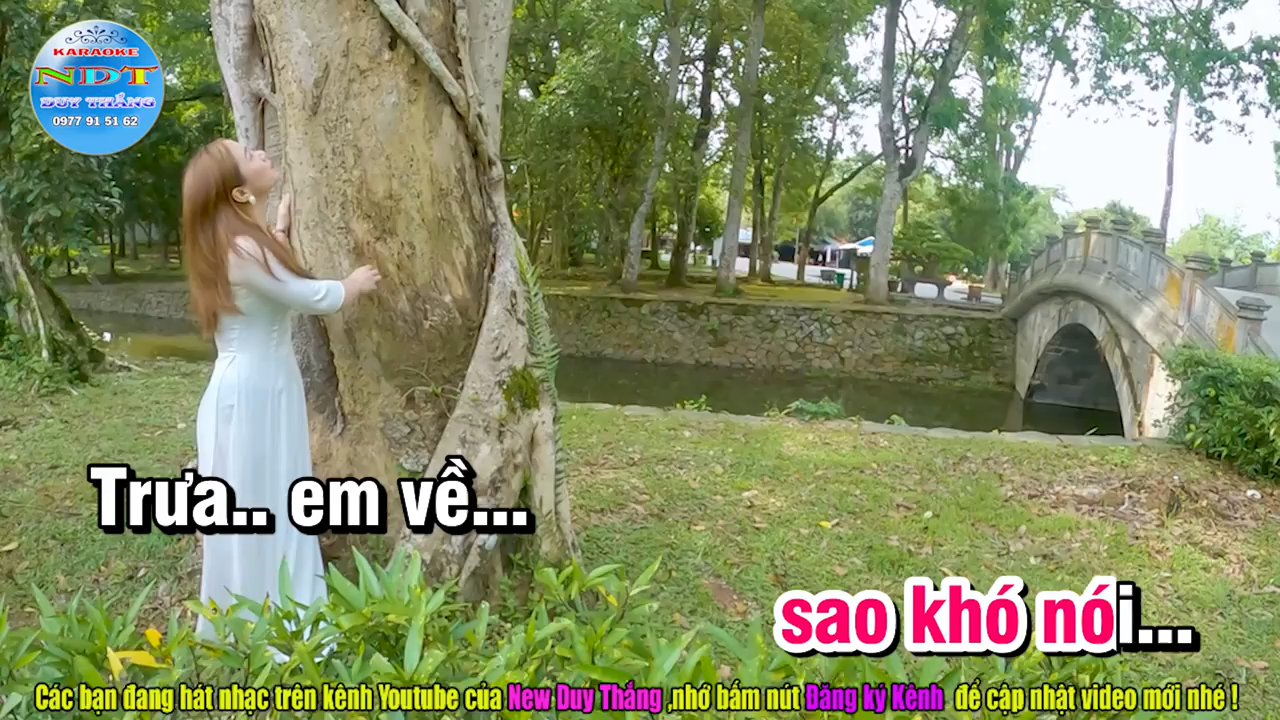 KARAOKE
NDT
DUY THẮNG
0977 91 51 62
Trưa.. em về...
sao khó nói...
Các bạn đang hát nhạc trên kênh Youtube của New Duy Thắng ,nhớ bấm nút Đăng ký Kênh để cập nhật video mới nhé !